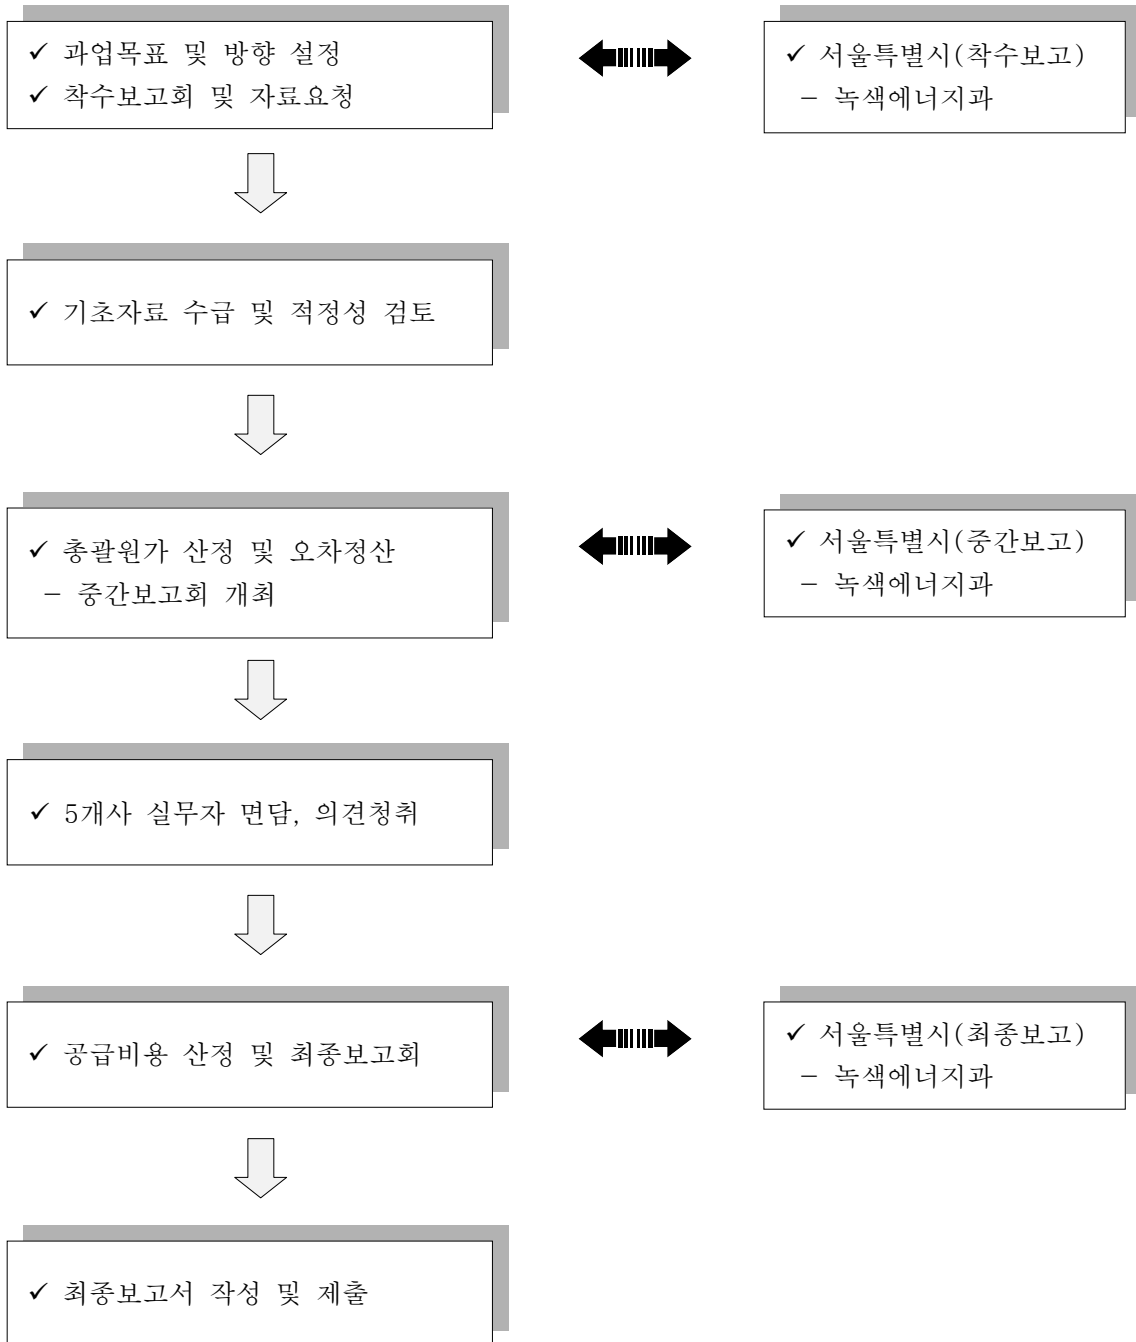 ✓ 과업목표 및 방향 설정
✓ 착수보고회 및 자료요청
✓ 서울특별시(착수보고)
- 녹색에너지과
✓ 기초자료 수급 및 적정성 검토
✓ 총괄원가 산정 및 오차정산
- 중간보고회 개최
✓ 서울특별시(중간보고)
- 녹색에너지과
✓ 5개사 실무자 면담, 의견청취
✓ 공급비용 산정 및 최종보고회
✓ 서울특별시(최종보고)
- 녹색에너지과
✓ 최종보고서 작성 및 제출